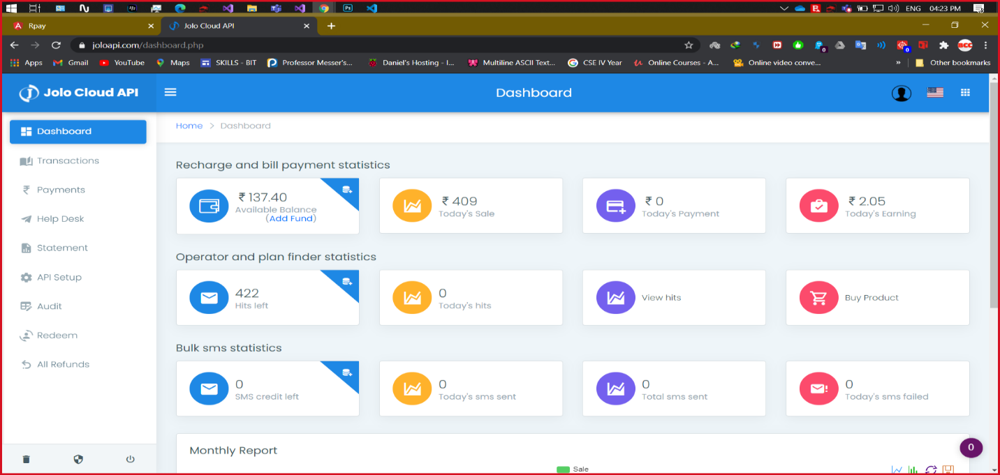 ENG 04:23 PM
Rpay
Jolo Cloud API
joloapi.com/dashboard.php
Apps Gmail YouTube Maps SKILLS - BIT Professor Messer's... Daniel's Hosting - I... Multiline ASCII Text... CSE IV Year Online Courses - A... Online video conve... » Other bookmarks
Jolo Cloud API
Dashboard
Dashboard
Transactions
Payments
Help Desk
Statement
API Setup
Audit
Redeem
All Refunds
Home > Dashboard
Recharge and bill payment statistics
₹ 137.40
Available Balance
(Add Fund)
₹ 409
Today's Sale
₹ 0
Today's Payment
₹ 2.05
Today's Earning
Operator and plan finder statistics
422
Hits left
0
Today's hits
View hits
Buy Product
Bulk sms statistics
0
SMS credit left
0
Today's sms sent
0
Total sms sent
0
Today's sms failed
Monthly Report
Sale
0